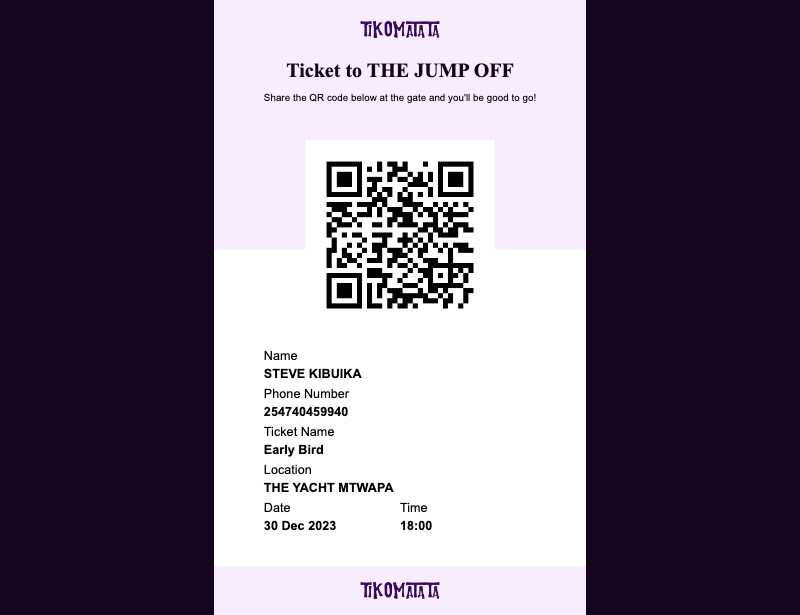 TIKOMATATA
Ticket to THE JUMP OFF
Share the QR code below at the gate and you'll be good to go!
Name
STEVE KIBUIKA
Phone Number
254740459940
Ticket Name
Early Bird
Location
THE YACHT MTWAPA
Date Time
30 Dec 2023 18:00
TIKOMATATA